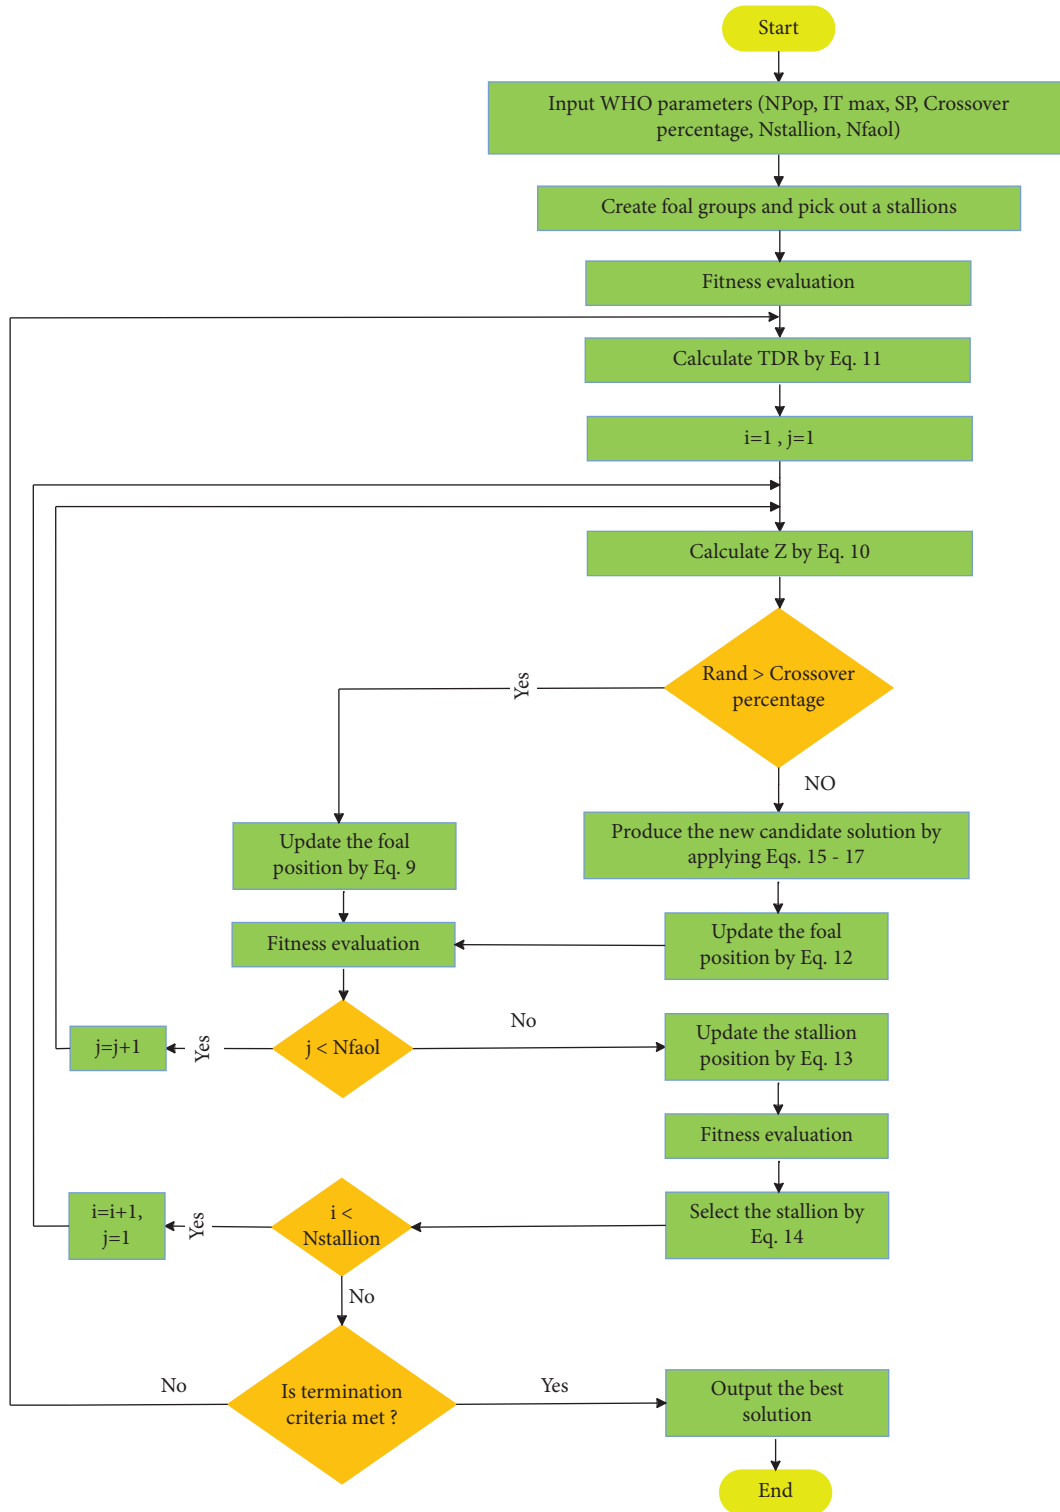 Start
Input WHO parameters (NPop, IT max, SP, Crossover
percentage, Nstallion, Nfaol)
Create foal groups and pick out a stallions
Fitness evaluation
Calculate TDR by Eq. 11
i=1 , j=1
Calculate Z by Eq. 10
Rand > Crossover
percentage
Yes
NO
Update the foal
position by Eq. 9
Produce the new candidate solution by
applying Eqs. 15 - 17
Fitness evaluation
Update the foal
position by Eq. 12
j < Nfaol
No
Yes
j=j+1
Update the stallion
position by Eq. 13
Fitness evaluation
Select the stallion by
Eq. 14
i <
Nstallion
Yes
i=i+1,
j=1
No
Is termination
criteria met ?
No
Yes
Output the best
solution
End